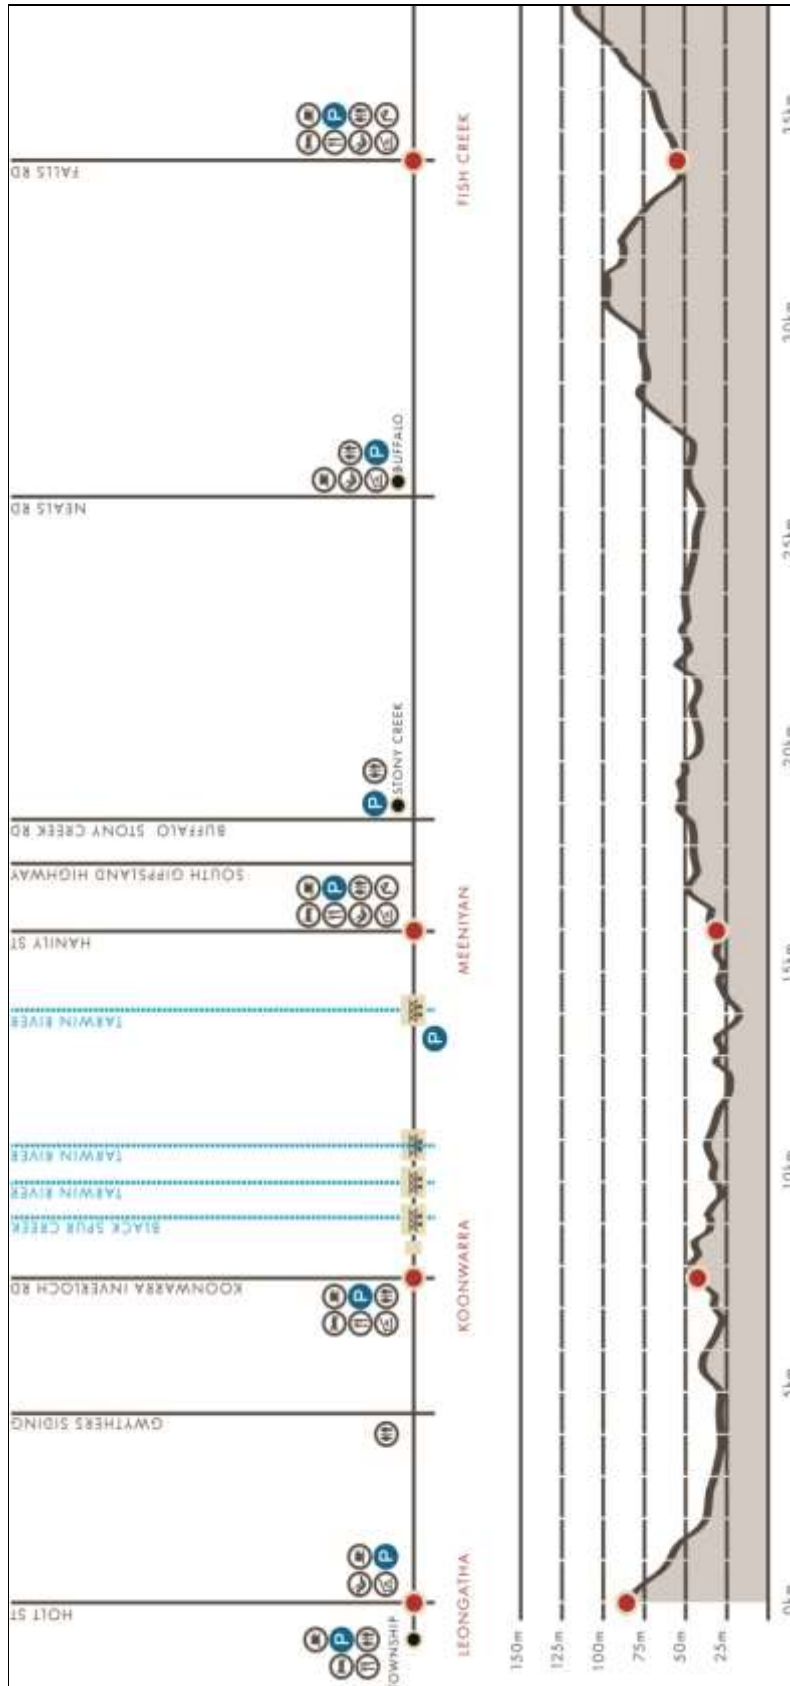 FALLS RD
FISH CREEK
NEALS RD
BUFFALO
STONY CREEK
BUFFALO STONY CREEK RD
SOUTH GIPPSLAND HIGHWAY
HANILY ST
MEENIYAN
TARWIN RIVER
P
TARWIN RIVER
TARWIN RIVER
BLACK SPUR CREEK
KOONWARRA INVERLOCH RD
KOONWARRA
GWYTHERS SIDING
HOLT ST
LEONGATHA
OWNSHIP
P
P
P
P
P
P
P
150m
125m
100m
75m
50m
25m
0km
5km
10km
15km
20km
25km
30km
35km